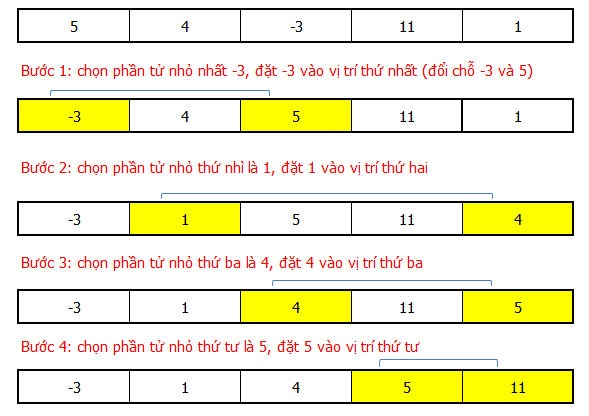 5 4 -3 11 1
Bước 1: chọn phần tử nhỏ nhất -3, đặt -3 vào vị trí thứ nhất (đổi chỗ -3 và 5)
-3 4 5 11 1
Bước 2: chọn phần tử nhỏ thứ nhì là 1, đặt 1 vào vị trí thứ hai
-3 1 5 11 4
Bước 3: chọn phần tử nhỏ thứ ba là 4, đặt 4 vào vị trí thứ ba
-3 1 4 11 5
Bước 4: chọn phần tử nhỏ thứ tư là 5, đặt 5 vào vị trí thứ tư
-3 1 4 5 11